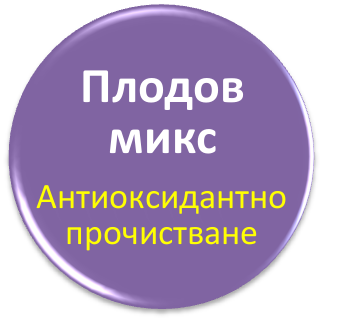 Плодов
микс
Антиоксидантно
прочистване